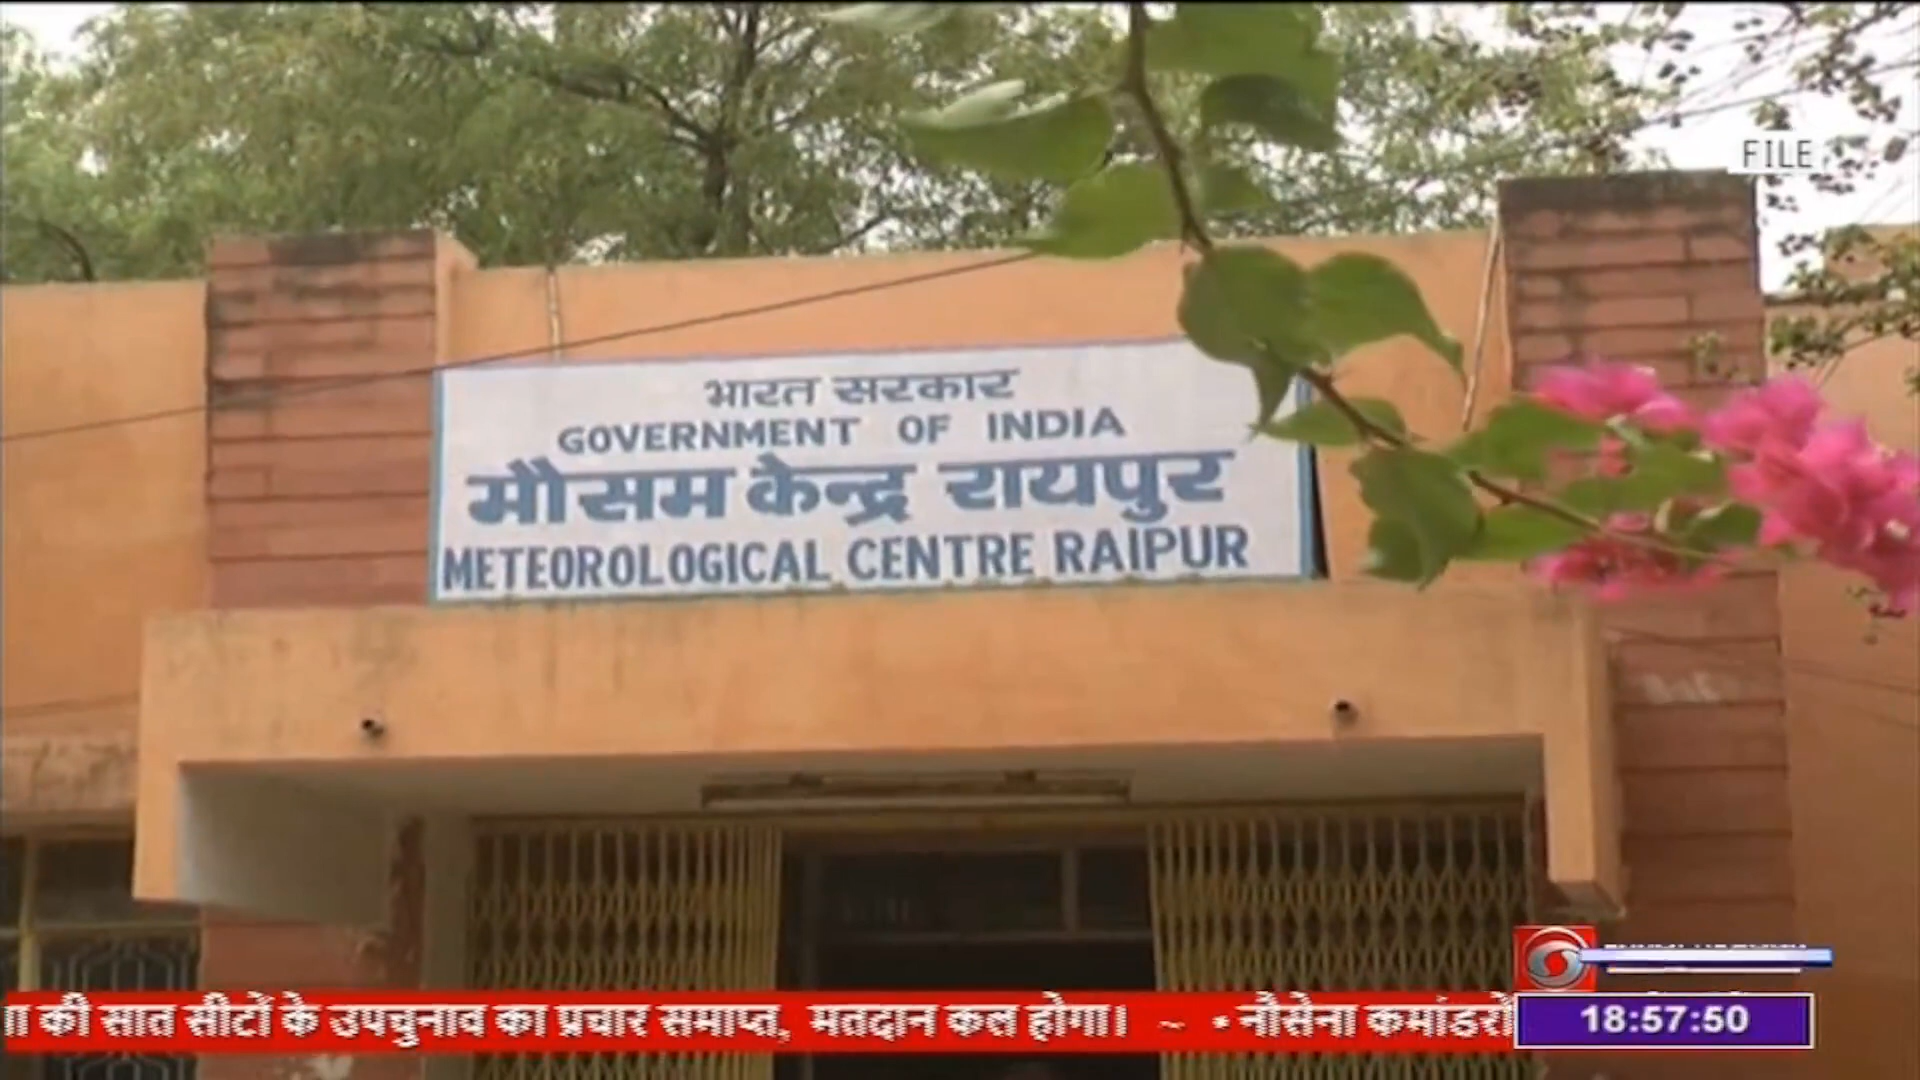 FILE
भारत सरकार
GOVERNMENT OF INDIA
मौसम केन्द्र रायपुर
METEOROLOGICAL CENTRE RAIPUR
की सात सीटों के उपचुनाव का प्रचार समाप्त, मतदान कल होगा। ~ * नौसेना कमांडरों
18:57:50